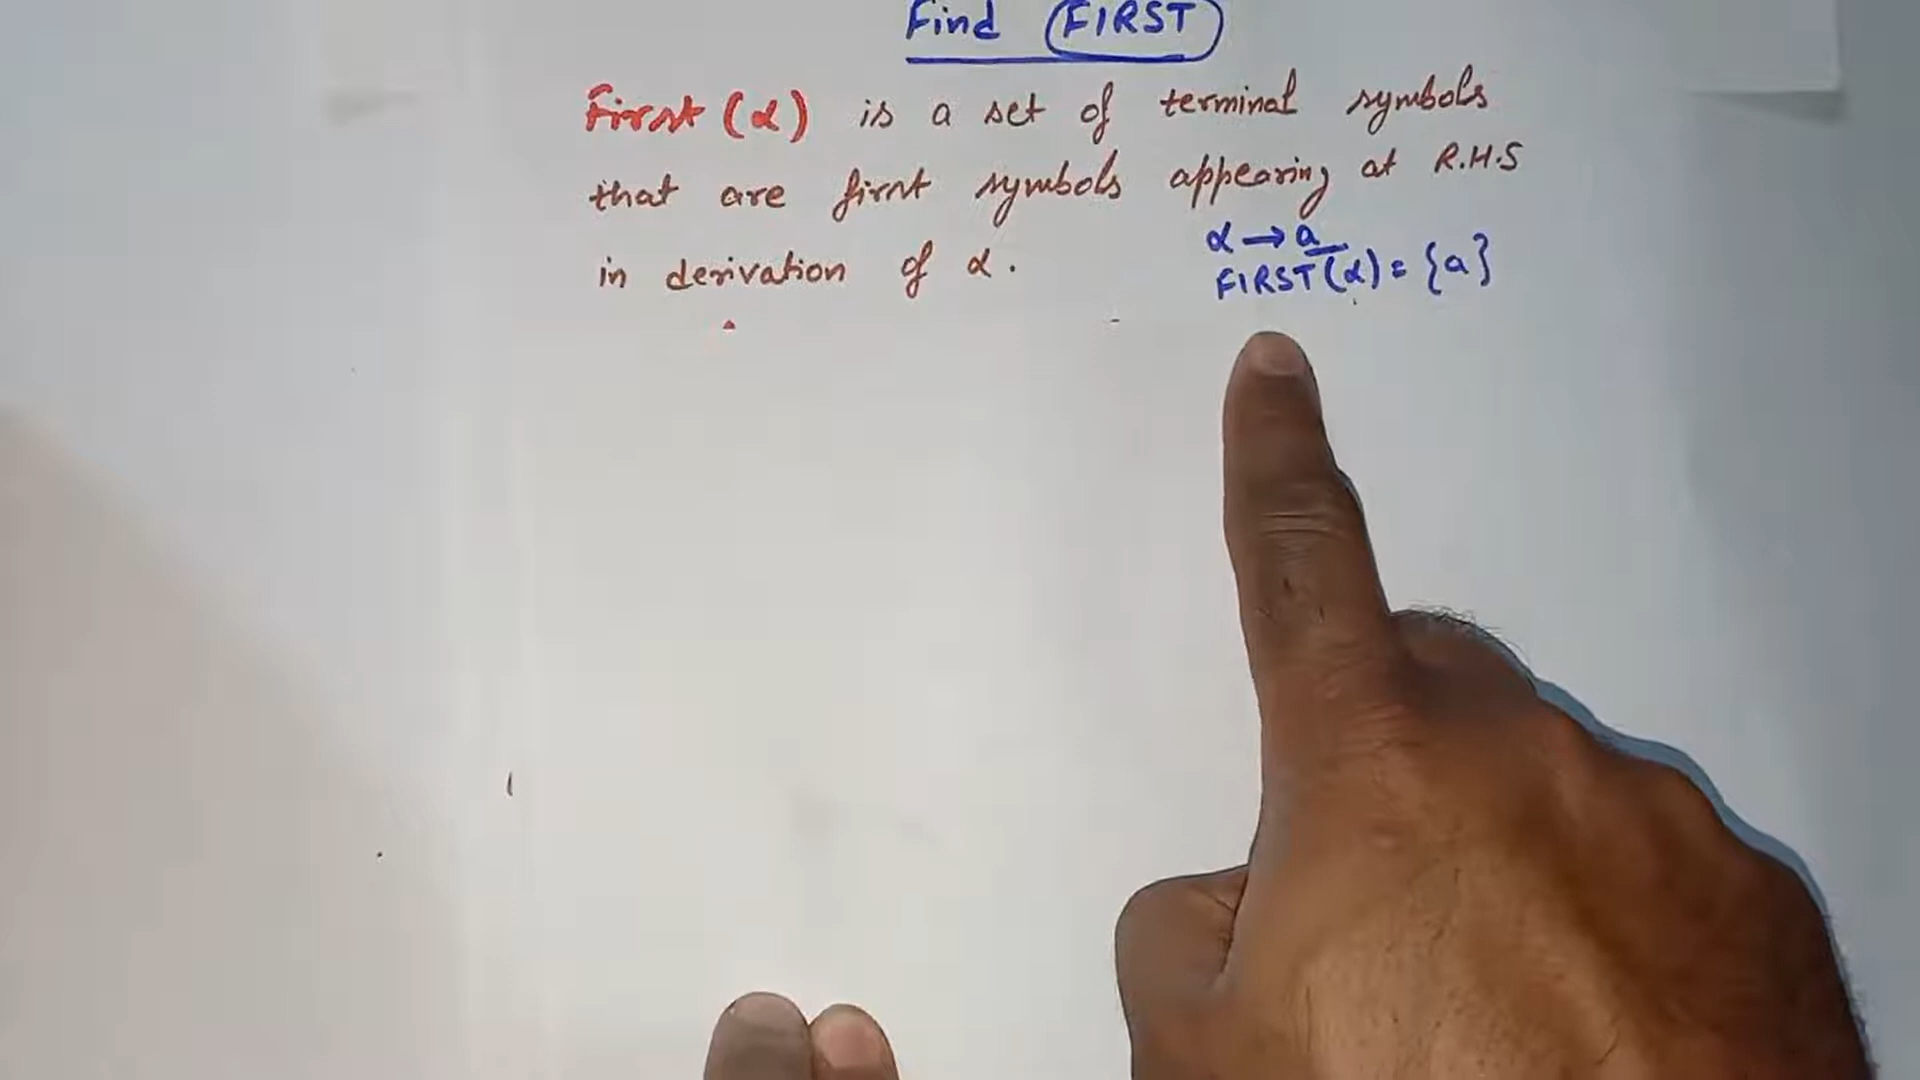 Find FIRST
First (α) is a set of terminal symbols
that are first symbols appearing at R.H.S
in derivation of α.
α → a
FIRST(α) = {a}